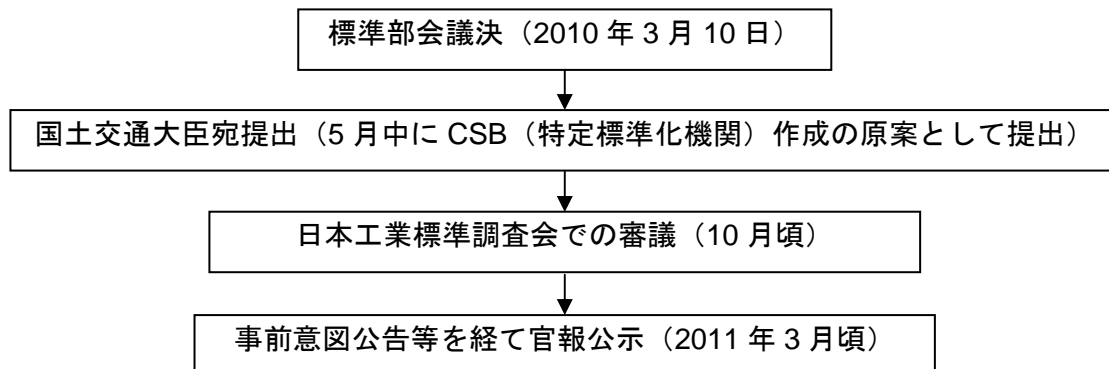 標準部会議決（2010 年 3 月 10 日）
国土交通大臣宛提出（5 月中に CSB（特定標準化機関）作成の原案として提出）
日本工業標準調査会での審議（10 月頃）
事前意図公告等を経て官報公示（2011 年 3 月頃）